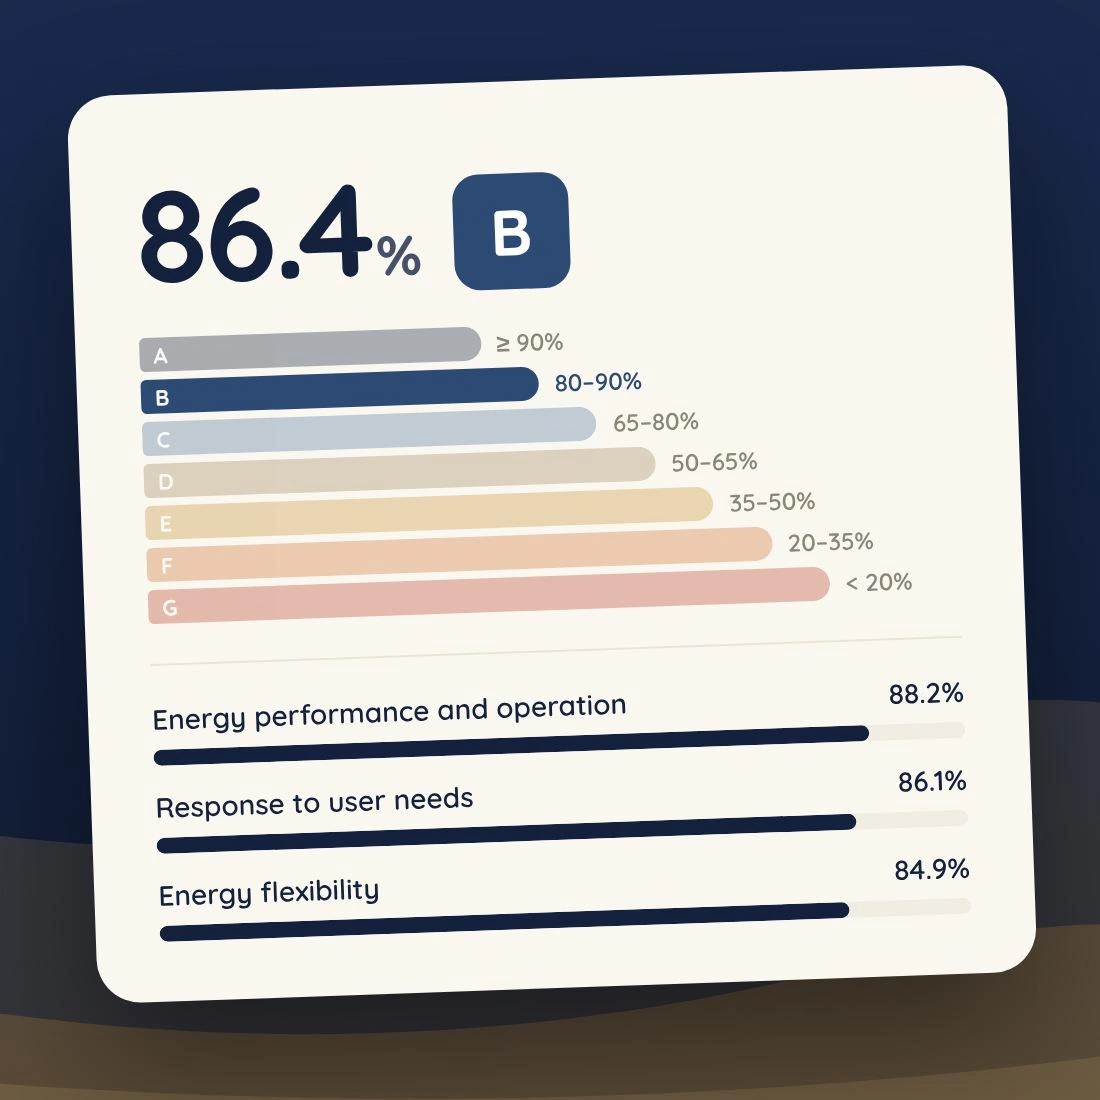 86.4% B
A ≥ 90%
B 80–90%
C 65–80%
D 50–65%
E 35–50%
F 20–35%
G < 20%
Energy performance and operation 88.2%
Response to user needs 86.1%
Energy flexibility 84.9%